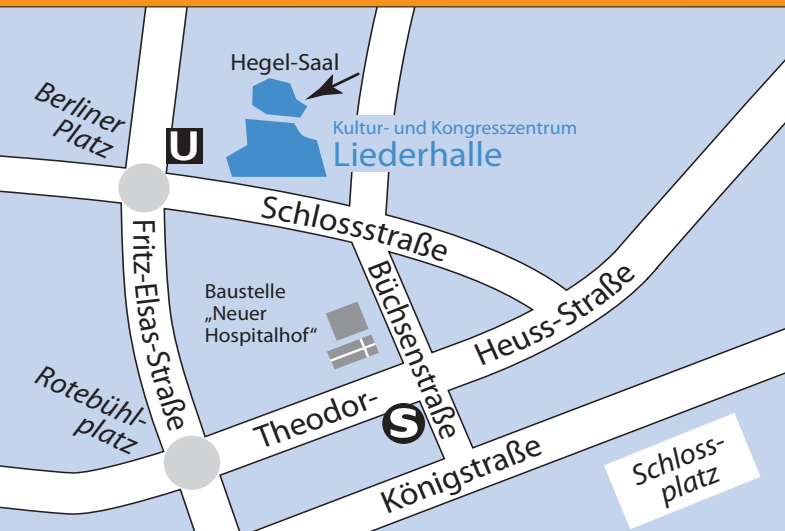 Hegel-Saal
Berliner
Platz
U
Kultur- und Kongresszentrum
Liederhalle
Schlossstraße
Fritz-Elsas-Straße
Büchsenstraße
Baustelle
„Neuer
Hospitalhof“
Heuss-Straße
Rotebühl-
platz
Theodor-
S
Königstraße
Schloss-
platz